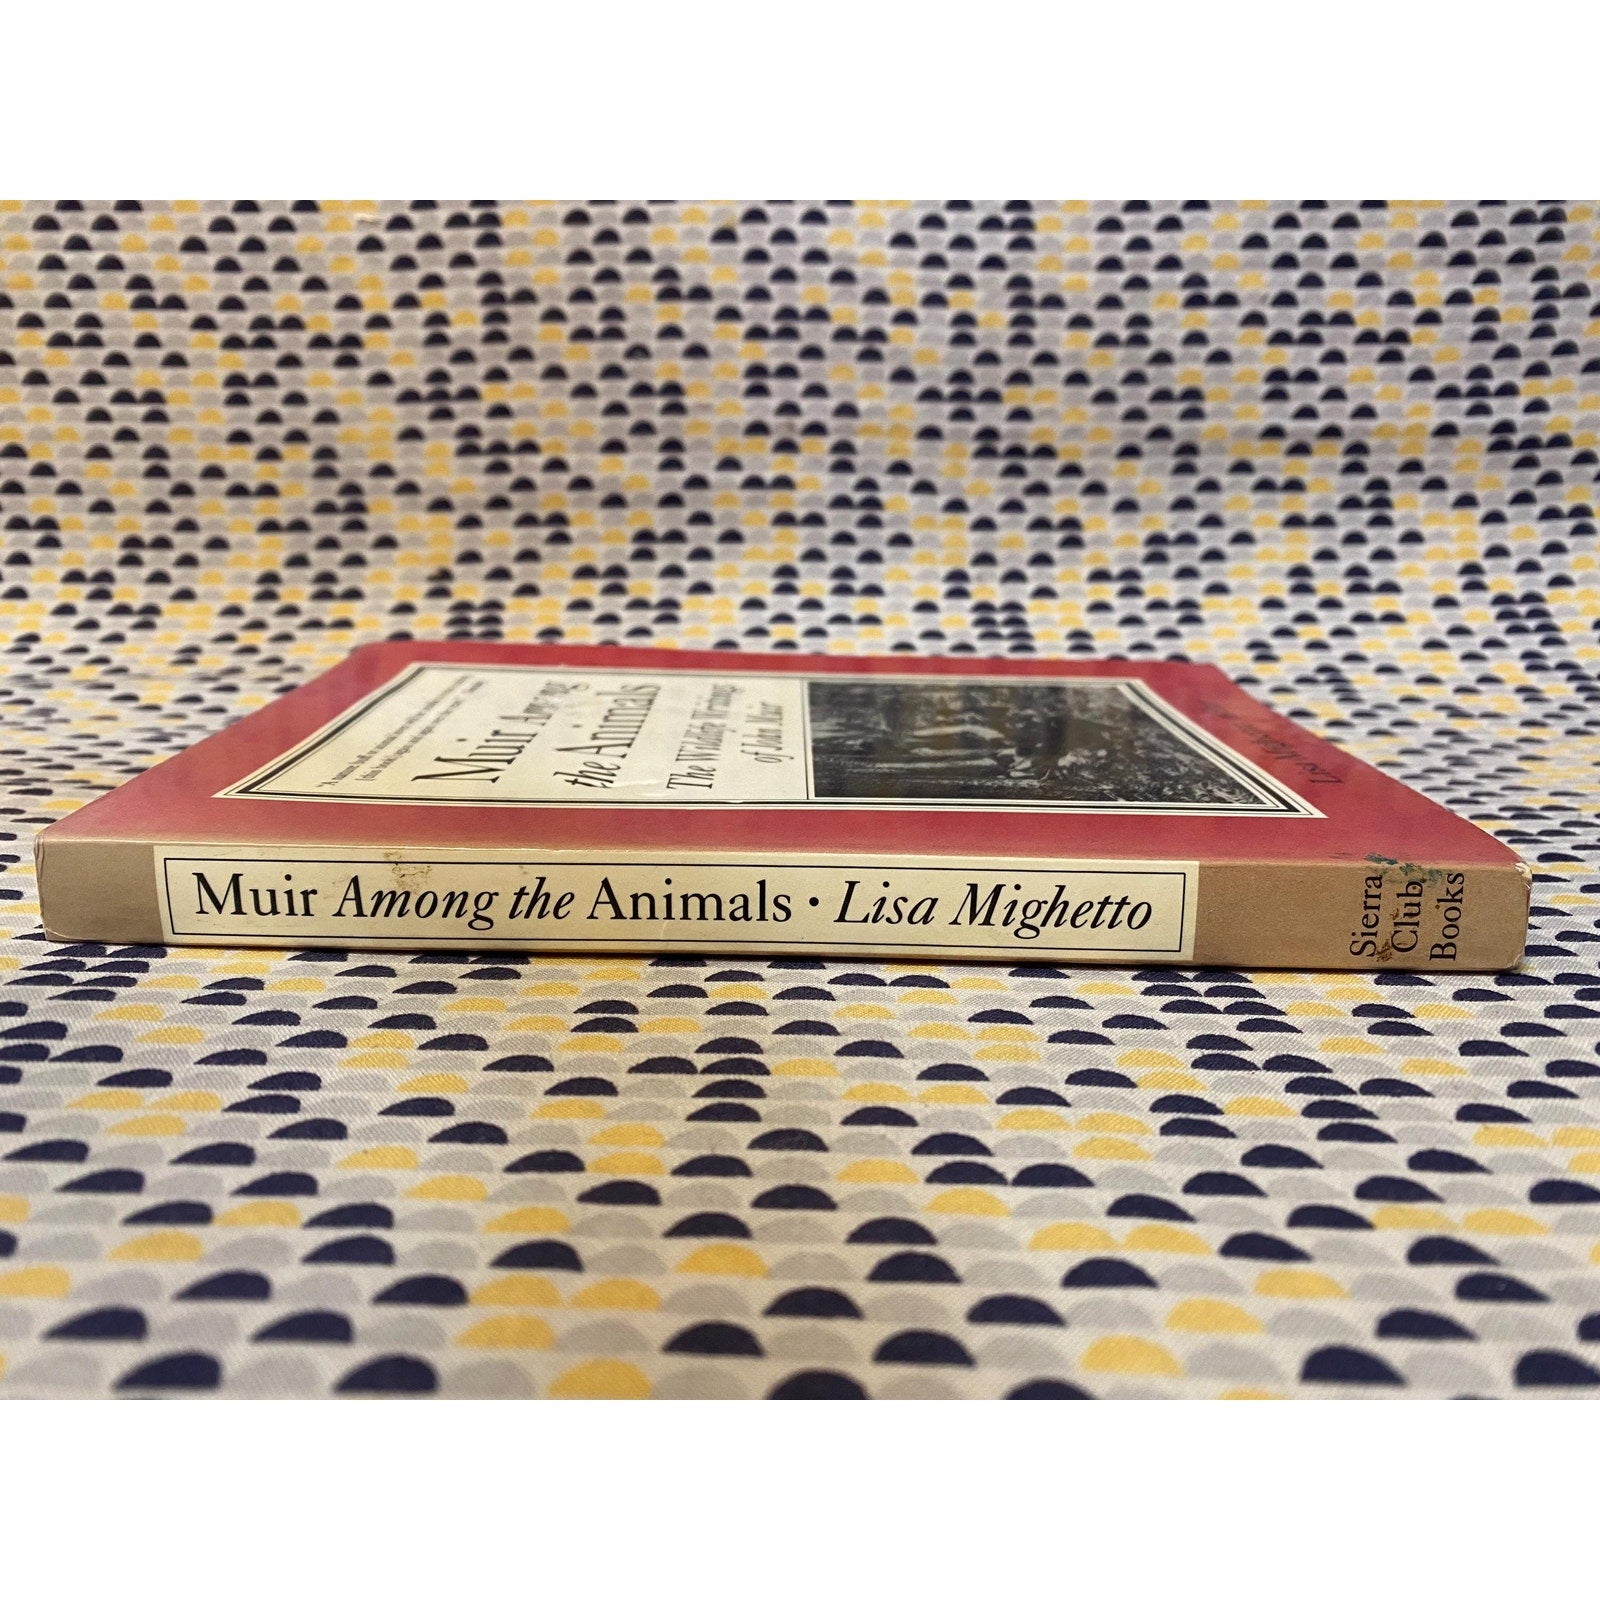 Muir Among
the Animals
The Wildlife Writings
of John Muir
Muir Among the Animals · Lisa Mighetto
Sierra
Club
Books